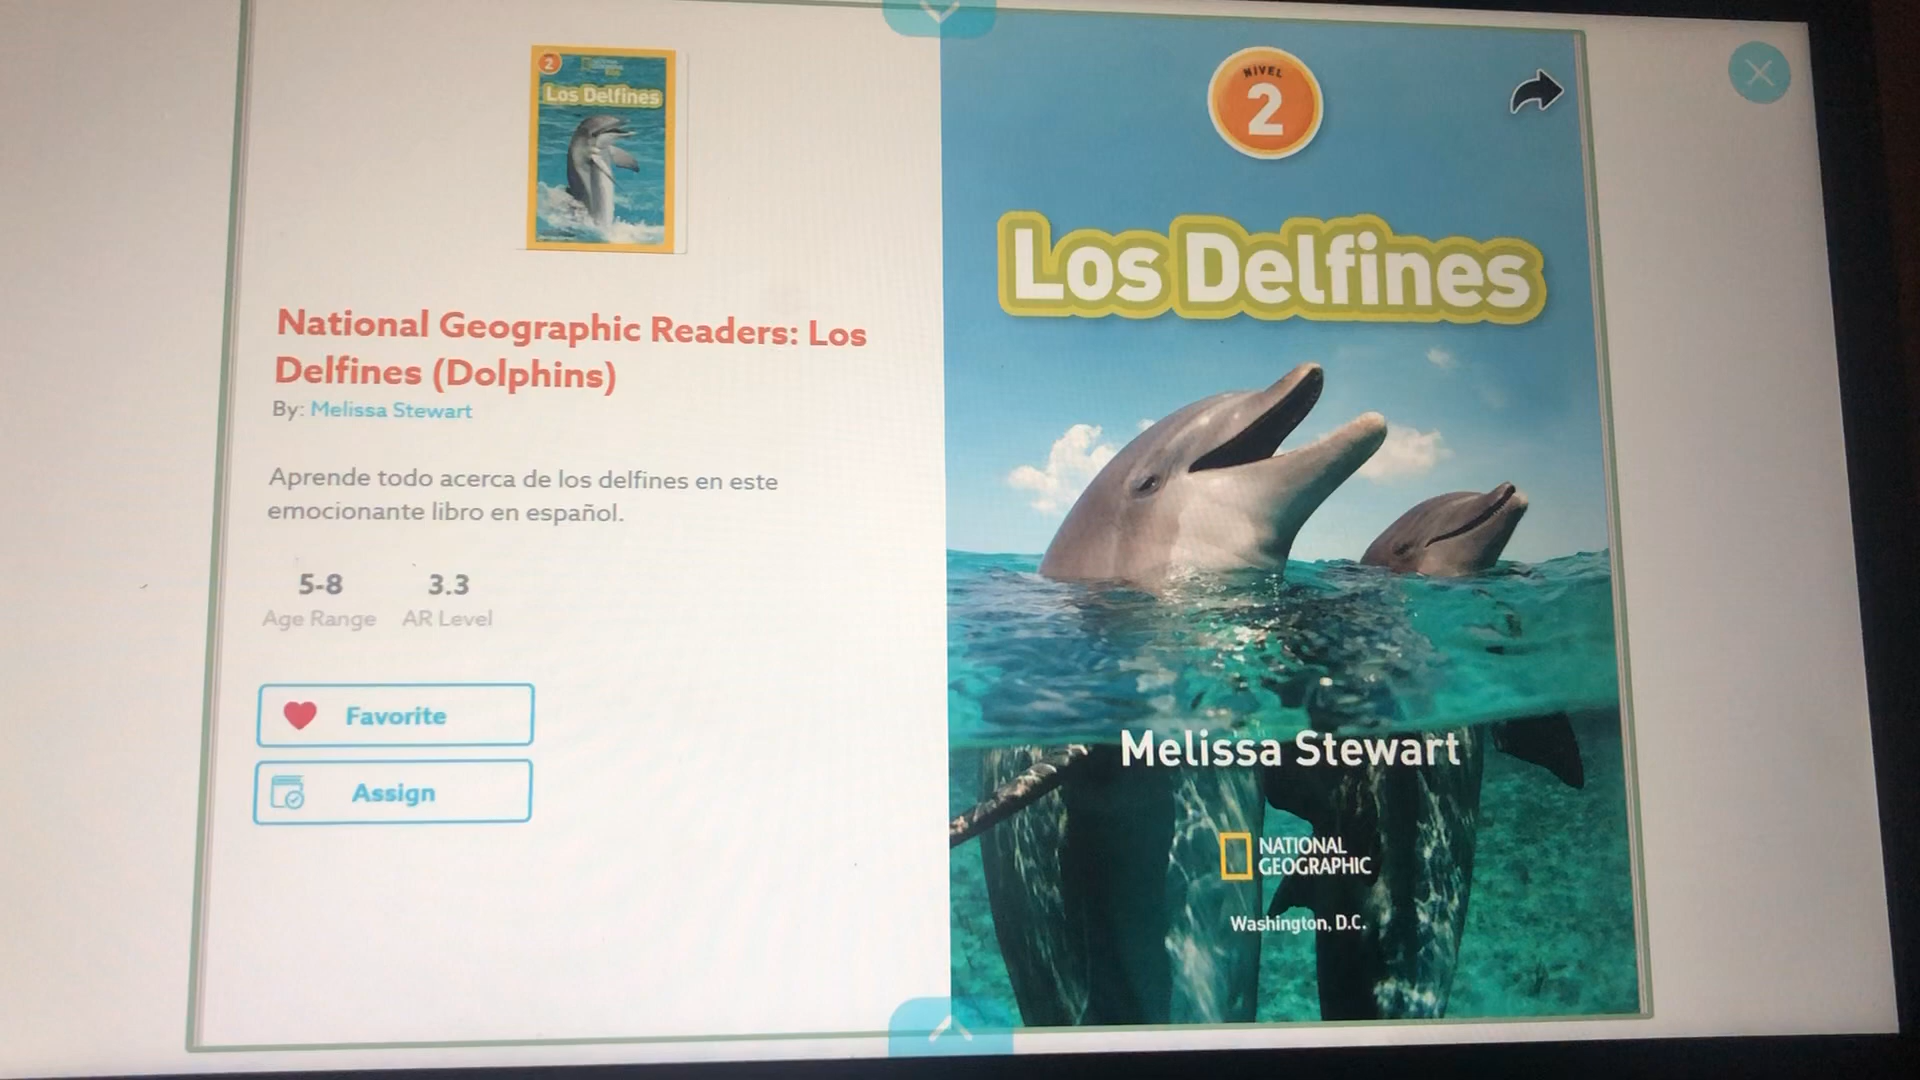 2
Los Delfines
National Geographic Readers: Los
Delfines (Dolphins)
By: Melissa Stewart
Aprende todo acerca de los delfines en este
emocionante libro en español.
5-8
Age Range
3.3
AR Level
Favorite
Assign
NIVEL
2
Los Delfines
Melissa Stewart
NATIONAL
GEOGRAPHIC
Washington, D.C.